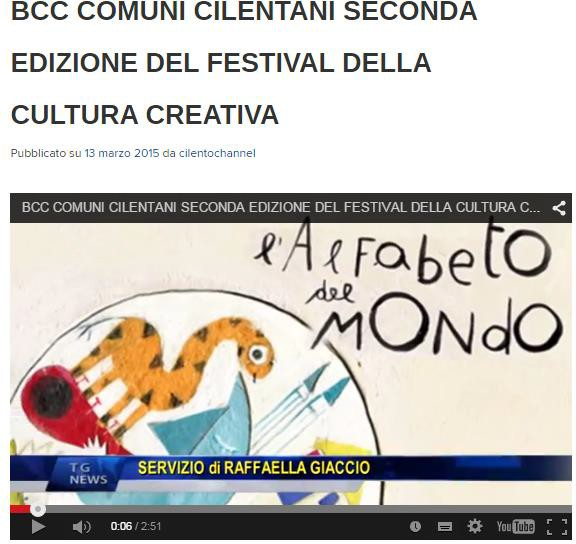 BCC COMUNI CILENTANI SECONDA
EDIZIONE DEL FESTIVAL DELLA
CULTURA CREATIVA
Pubblicato su 13 marzo 2015 da cilentochannel
BCC COMUNI CILENTANI SECONDA EDIZIONE DEL FESTIVAL DELLA CULTURA C...
l'AlFabeto
del
MONdO
TG
NEWS
SERVIZIO di RAFFAELLA GIACCIO
0:06 / 2:51
YouTube